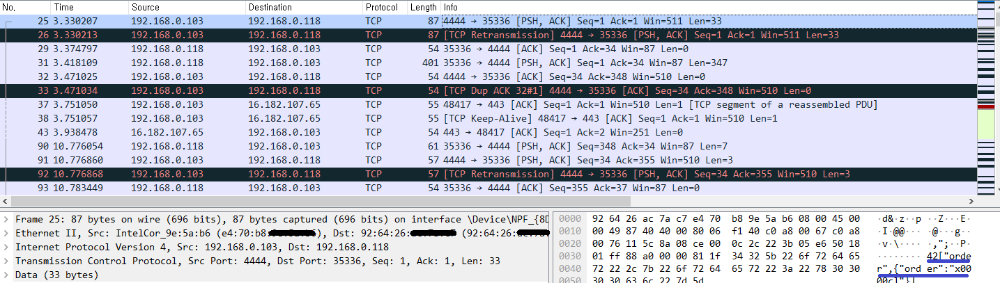 No. Time Source Destination Protocol Length Info
25 3.330207 192.168.0.103 192.168.0.118 TCP 87 4444 → 35336 [PSH, ACK] Seq=1 Ack=1 Win=511 Len=33
26 3.330213 192.168.0.103 192.168.0.118 TCP 87 [TCP Retransmission] 4444 → 35336 [PSH, ACK] Seq=1 Ack=1 Win=511 Len=33
29 3.374797 192.168.0.118 192.168.0.103 TCP 54 35336 → 4444 [ACK] Seq=1 Ack=34 Win=87 Len=0
31 3.418109 192.168.0.118 192.168.0.103 TCP 401 35336 → 4444 [PSH, ACK] Seq=1 Ack=34 Win=87 Len=347
32 3.471025 192.168.0.103 192.168.0.118 TCP 54 4444 → 35336 [ACK] Seq=34 Ack=348 Win=510 Len=0
33 3.471034 192.168.0.103 192.168.0.118 TCP 54 [TCP Dup ACK 32#1] 4444 → 35336 [ACK] Seq=34 Ack=348 Win=510 Len=0
37 3.751050 192.168.0.103 16.182.107.65 TCP 55 48417 → 443 [ACK] Seq=1 Ack=1 Win=510 Len=1 [TCP segment of a reassembled PDU]
38 3.751057 192.168.0.103 16.182.107.65 TCP 55 [TCP Keep-Alive] 48417 → 443 [ACK] Seq=1 Ack=1 Win=510 Len=1
43 3.938478 16.182.107.65 192.168.0.103 TCP 54 443 → 48417 [ACK] Seq=1 Ack=2 Win=251 Len=0
90 10.776054 192.168.0.118 192.168.0.103 TCP 61 35336 → 4444 [PSH, ACK] Seq=348 Ack=34 Win=87 Len=7
91 10.776860 192.168.0.103 192.168.0.118 TCP 57 4444 → 35336 [PSH, ACK] Seq=34 Ack=355 Win=510 Len=3
92 10.776868 192.168.0.103 192.168.0.118 TCP 57 [TCP Retransmission] 4444 → 35336 [PSH, ACK] Seq=34 Ack=355 Win=510 Len=3
93 10.783449 192.168.0.118 192.168.0.103 TCP 54 35336 → 4444 [ACK] Seq=355 Ack=37 Win=87 Len=0
Frame 25: 87 bytes on wire (696 bits), 87 bytes captured (696 bits) on interface \Device\NPF_{8D
Ethernet II, Src: IntelCor_9e:5a:b6 (e4:70:b8 Dst: 92:64:26: (92:64:26:
Internet Protocol Version 4, Src: 192.168.0.103, Dst: 192.168.0.118
Transmission Control Protocol, Src Port: 4444, Dst Port: 35336, Seq: 1, Ack: 1, Len: 33
Data (33 bytes)
0000 92 64 26 ac 7a c7 e4 70 b8 9e 5a b6 08 00 45 00 ·d&·z··p ··Z···E·
0010 00 49 87 40 40 00 80 06 f1 40 c0 a8 00 67 c0 a8 ·I·@@··· ·@···g··
0020 00 76 11 5c 8a 08 ce 00 0c 2c 22 3b 05 e6 50 18 ·v·\···· ·,";··P·
0030 01 ff 88 a0 00 00 81 1f 34 32 5b 22 6f 72 64 65 ········ 42["orde
0040 72 22 2c 7b 22 6f 72 64 65 72 22 3a 22 78 30 30 r",{"ord er":"x00
0050 30 30 63 6c 22 7d 5d 00cl"}]